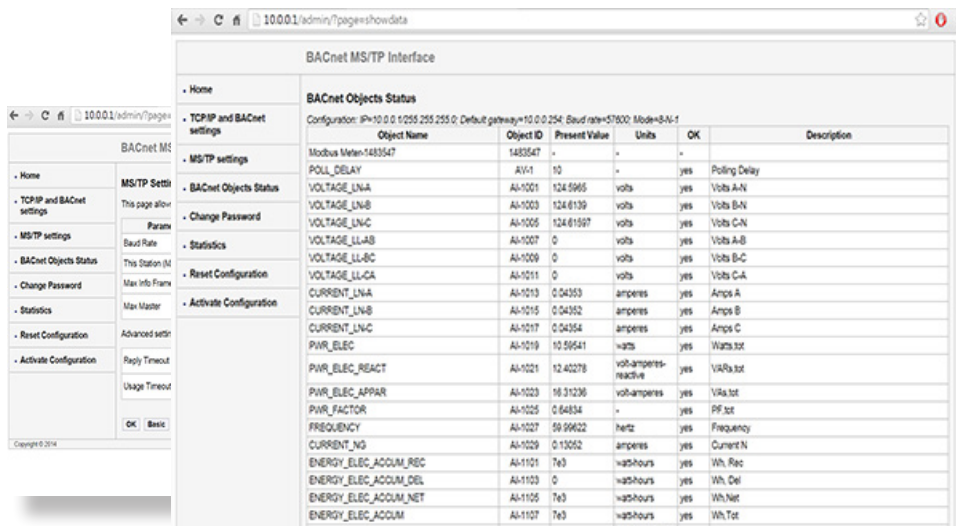 10.0.0.1/admin/?page=showdata
BACnet MS/TP Interface
Home
TCP/IP and BACnet
settings
MS/TP settings
BACnet Objects Status
Change Password
Statistics
Reset Configuration
Activate Configuration
BACnet Objects Status
Configuration: IP=10.0.0.1/255.255.255.0; Default gateway=10.0.0.254; Baud rate=57600; Mode=8-N-1
Object Name Object ID Present Value Units OK Description
Modbus Meter-1483547 1483547 - - -
POLL_DELAY AV-1 10 - yes Polling Delay
VOLTAGE_LN-A AI-1001 124.5965 volts yes Volts A-N
VOLTAGE_LN-B AI-1003 124.6139 volts yes Volts B-N
VOLTAGE_LN-C AI-1005 124.61597 volts yes Volts C-N
VOLTAGE_LL-AB AI-1007 0 volts yes Volts A-B
VOLTAGE_LL-BC AI-1009 0 volts yes Volts B-C
VOLTAGE_LL-CA AI-1011 0 volts yes Volts C-A
CURRENT_LN-A AI-1013 0.04353 amperes yes Amps A
CURRENT_LN-B AI-1015 0.04352 amperes yes Amps B
CURRENT_LN-C AI-1017 0.04354 amperes yes Amps C
PWR_ELEC AI-1019 10.59541 watts yes Watts,tot
PWR_ELEC_REACT AI-1021 12.40278 volt-amperes-reactive yes VARs,tot
PWR_ELEC_APPAR AI-1023 16.31236 volt-amperes yes VAs,tot
PWR_FACTOR AI-1025 0.64834 - yes PF,tot
FREQUENCY AI-1027 59.99622 hertz yes Frequency
CURRENT_NG AI-1029 0.13052 amperes yes Current N
ENERGY_ELEC_ACCUM_REC AI-1101 7e3 watt-hours yes Wh, Rec
ENERGY_ELEC_ACCUM_DEL AI-1103 0 watt-hours yes Wh, Del
ENERGY_ELEC_ACCUM_NET AI-1105 7e3 watt-hours yes Wh,Net
ENERGY_ELEC_ACCUM AI-1107 7e3 watt-hours yes Wh,Tot
10.0.0.1/admin/?page
BACnet MS
Home
TCP/IP and BACnet
settings
MS/TP settings
BACnet Objects Status
Change Password
Statistics
Reset Configuration
Activate Configuration
MS/TP Setti
This page allow
Parame
Baud Rate
This Station (M
Max Info Frame
Max Master
Advanced settin
Reply Timeout
Usage Timeout
OK Basic
Copyright © 2014